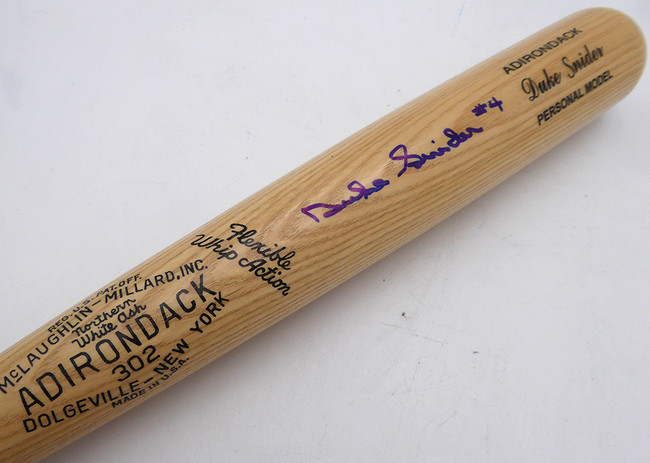 ADIRONDACK
Duke Snider
PERSONAL MODEL
Duke Snider #4
Flexible
Whip Action
REG. U.S. PAT. OFF.
McLAUGHLIN-MILLARD, INC.
Northern
White Ash
ADIRONDACK
302
DOLGEVILLE-NEW YORK
MADE IN U.S.A.